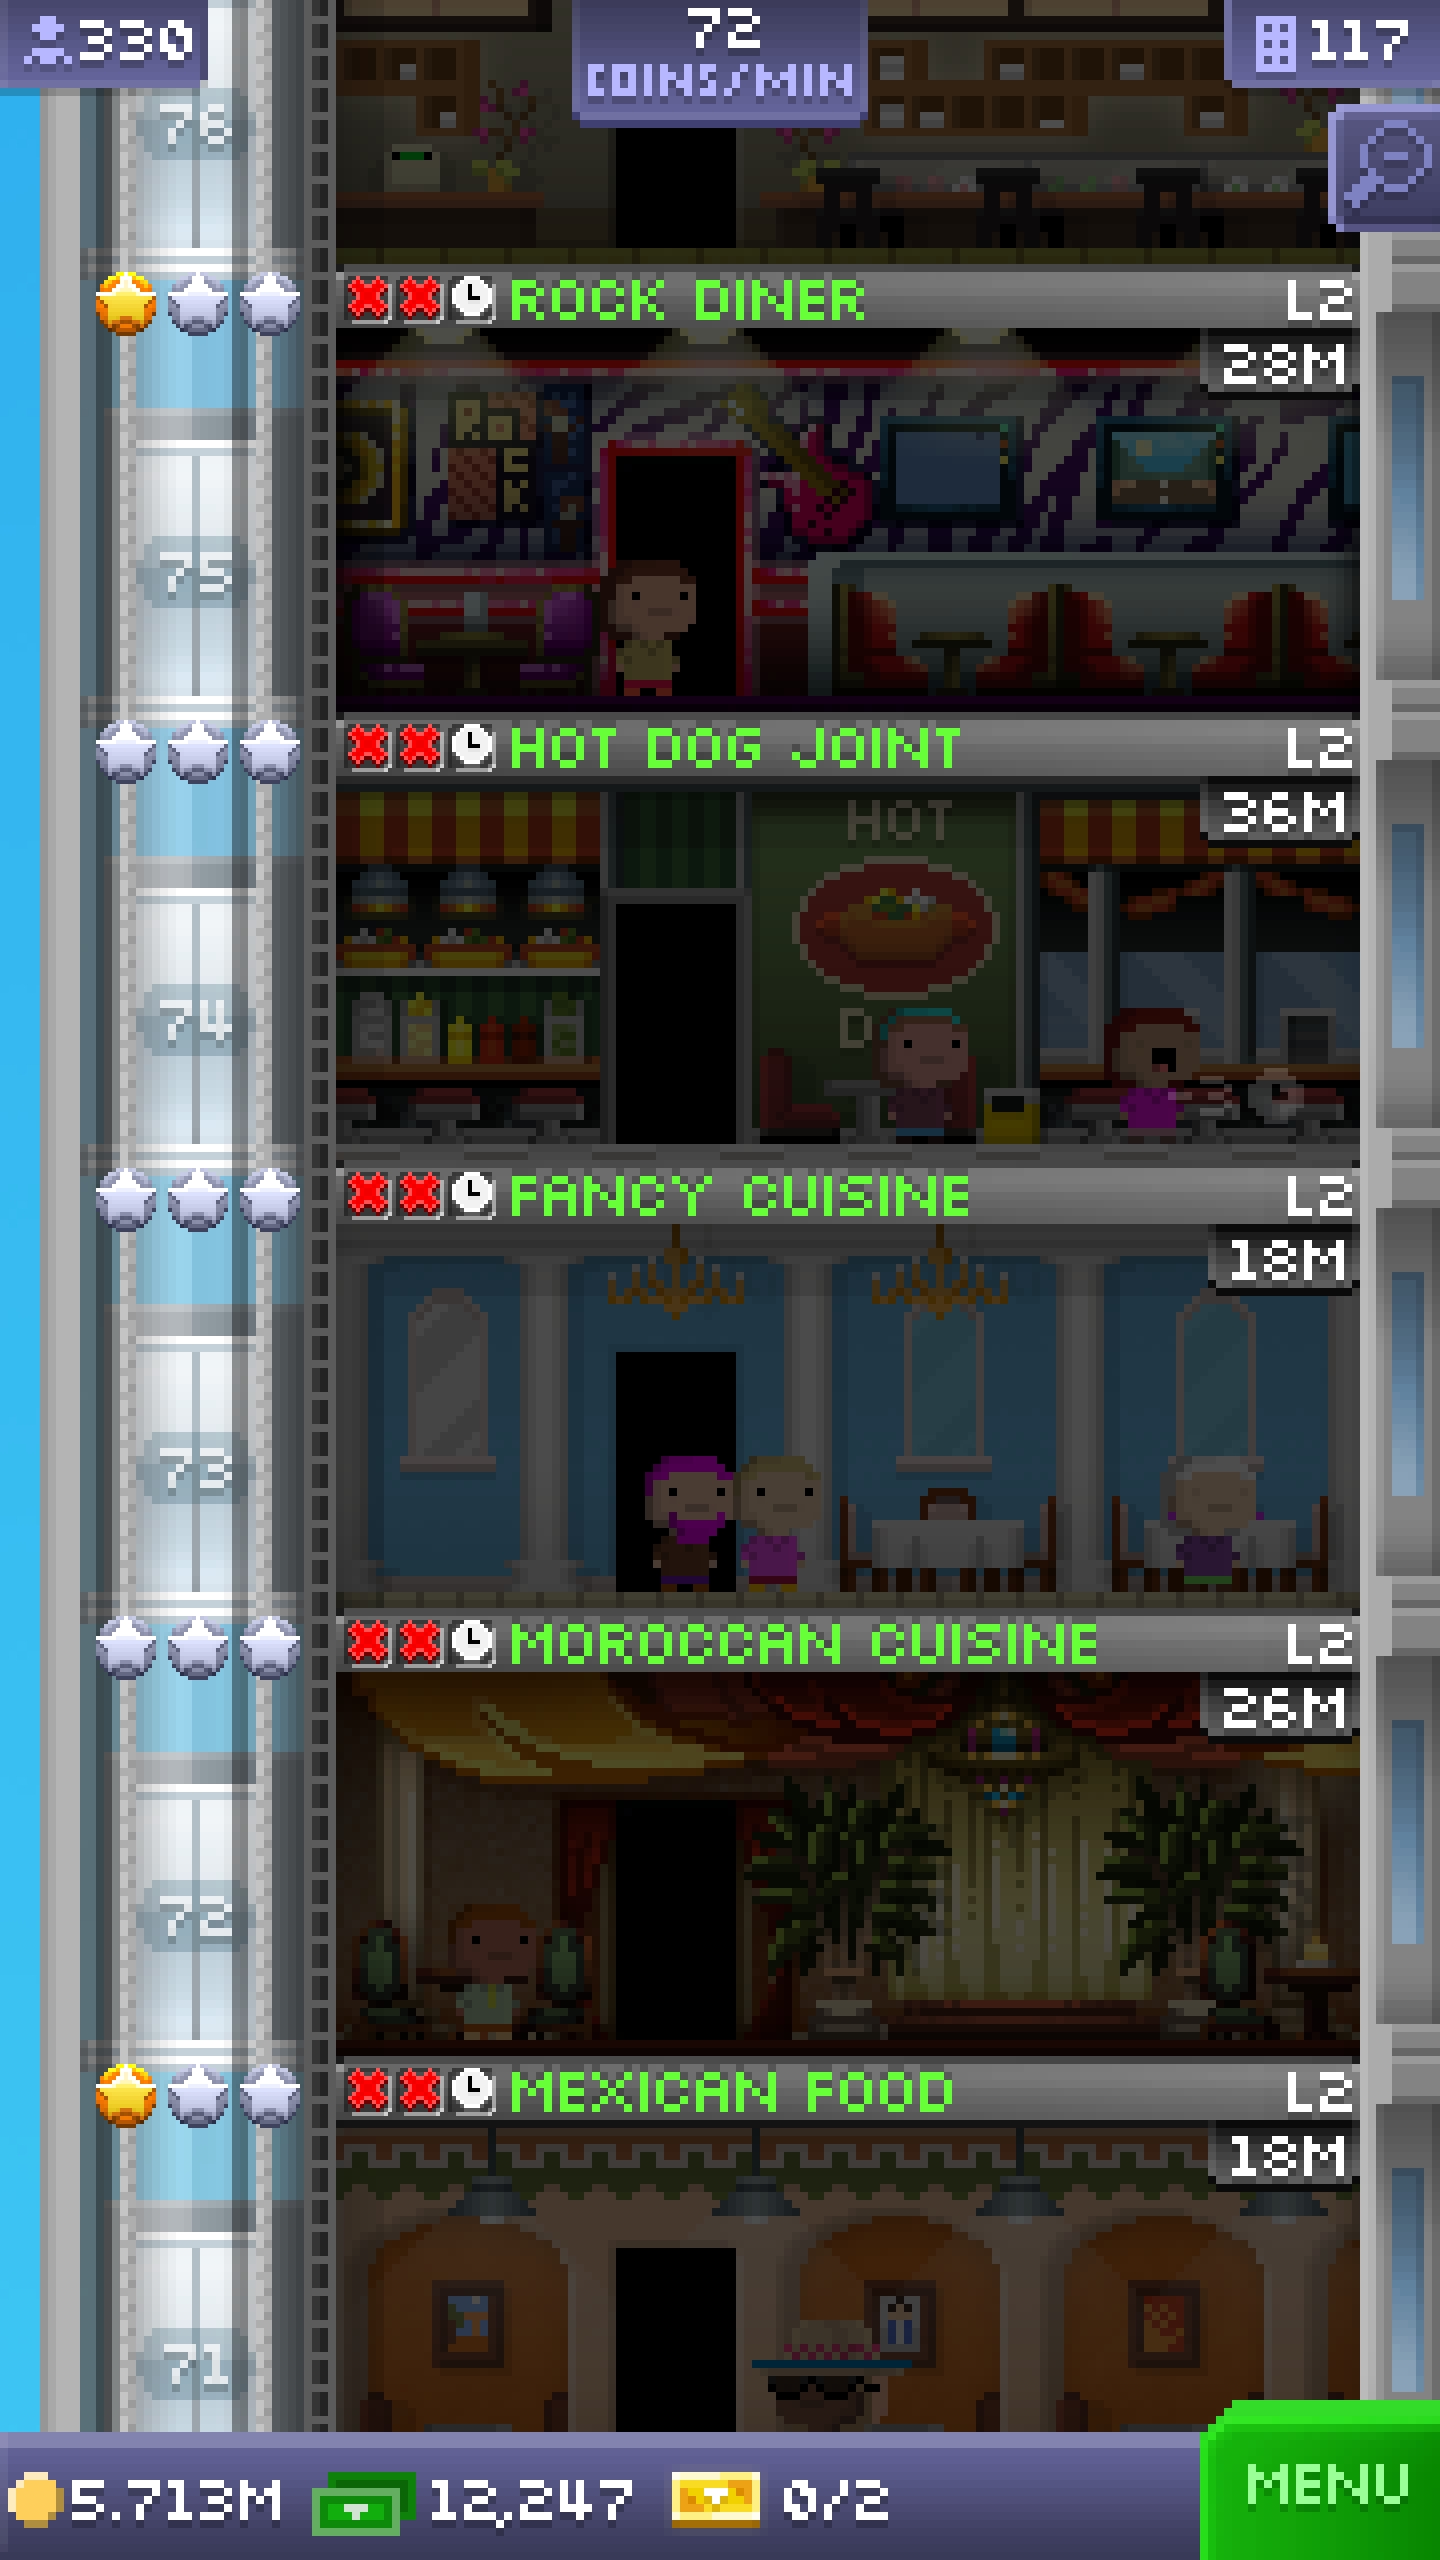 330
72
COINS/MIN
117
76
ROCK DINER L2
28M
Ro
CK
75
HOT DOG JOINT L2
36M
HOT
D
74
FANCY CUISINE L2
18M
73
MOROCCAN CUISINE L2
26M
72
MEXICAN FOOD L2
18M
71
5.713M 12,247 0/2
MENU